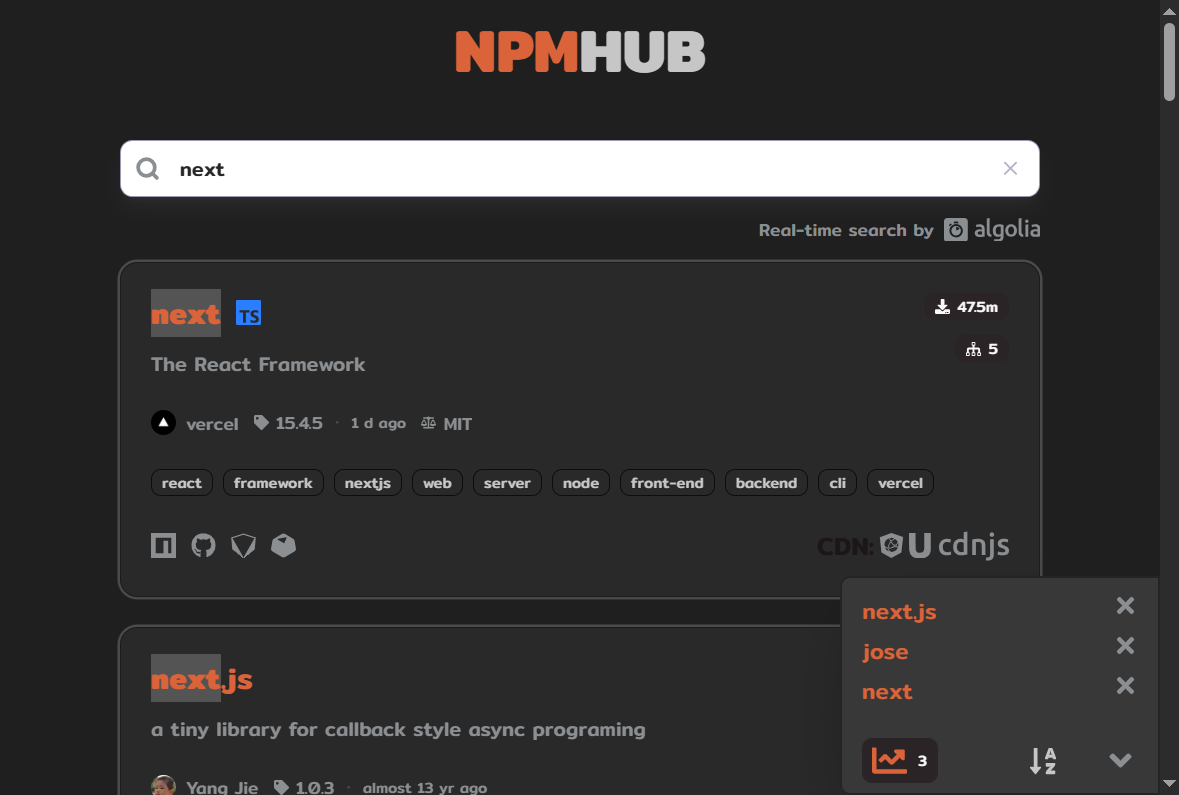 NPMHUB
next
Real-time search by algolia
next TS
47.5m
5
The React Framework
vercel 15.4.5 · 1 d ago MIT
react framework nextjs web server node front-end backend cli vercel
CDN: U cdnjs
next.js
a tiny library for callback style async programing
Yang Jie 1.0.3 · almost 13 yr ago
next.js
jose
next
3
A
Z